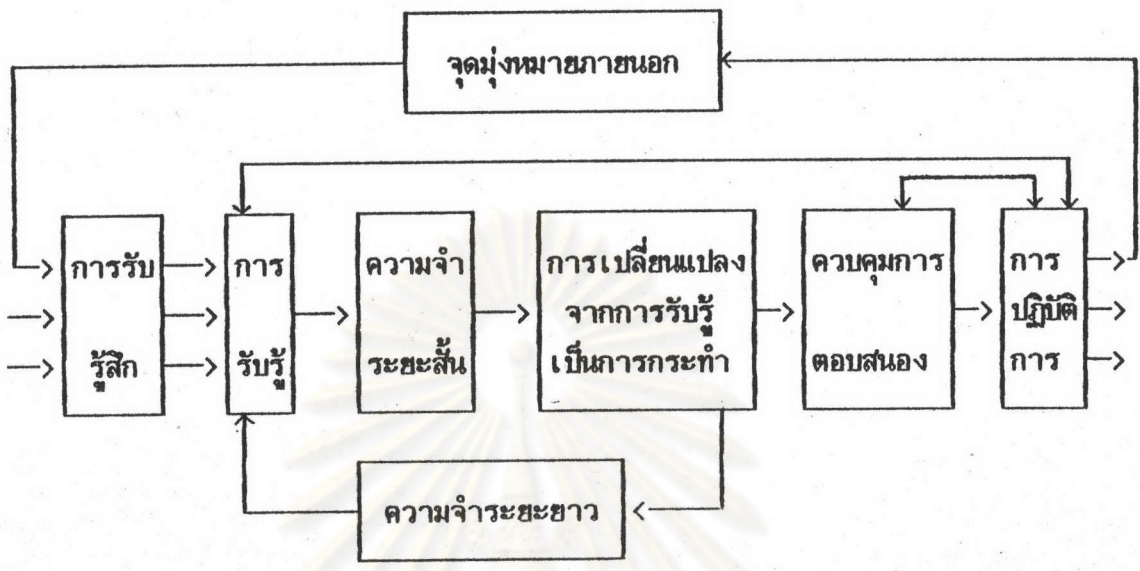 จุดมุ่งหมายภายนอก
การรับ
รู้สึก
การ
รับรู้
ความจำ
ระยะสั้น
การเปลี่ยนแปลง
จากการรับรู้
เป็นการกระทำ
ควบคุมการ
ตอบสนอง
การ
ปฏิบัติ
การ
ความจำระยะยาว